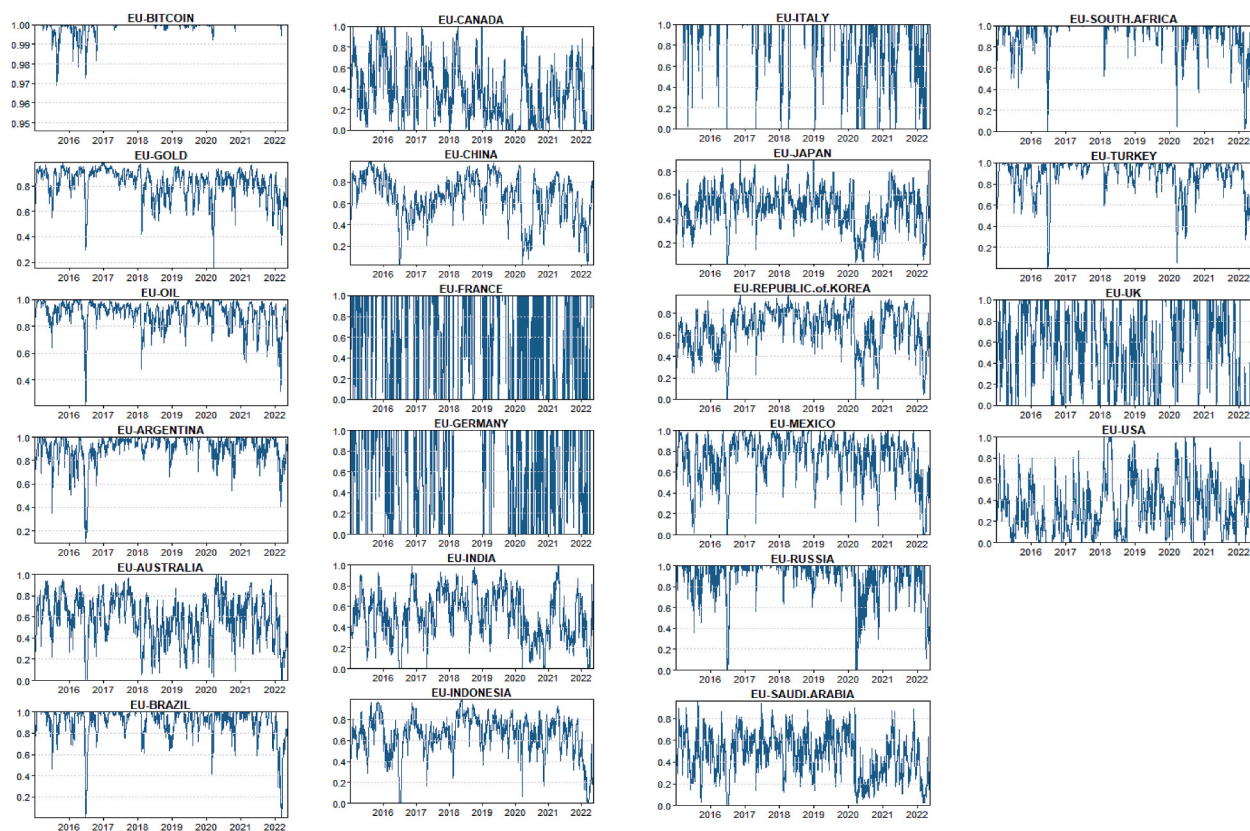 EU-BITCOIN
1.00
0.99
0.98
0.97
0.96
0.95
2016 2017 2018 2019 2020 2021 2022
EU-GOLD
0.8
0.6
0.4
0.2
2016 2017 2018 2019 2020 2021 2022
EU-OIL
1.0
0.8
0.6
0.4
2016 2017 2018 2019 2020 2021 2022
EU-ARGENTINA
1.0
0.8
0.6
0.4
0.2
2016 2017 2018 2019 2020 2021 2022
EU-AUSTRALIA
1.0
0.8
0.6
0.4
0.2
0.0
2016 2017 2018 2019 2020 2021 2022
EU-BRAZIL
1.0
0.8
0.6
0.4
0.2
2016 2017 2018 2019 2020 2021 2022
EU-CANADA
1.0
0.8
0.6
0.4
0.2
0.0
2016 2017 2018 2019 2020 2021 2022
EU-CHINA
0.8
0.6
0.4
0.2
2016 2017 2018 2019 2020 2021 2022
EU-FRANCE
1.0
0.8
0.6
0.4
0.2
0.0
2016 2017 2018 2019 2020 2021 2022
EU-GERMANY
1.0
0.8
0.6
0.4
0.2
0.0
2016 2017 2018 2019 2020 2021 2022
EU-INDIA
1.0
0.8
0.6
0.4
0.2
0.0
2016 2017 2018 2019 2020 2021 2022
EU-INDONESIA
0.8
0.6
0.4
0.2
0.0
2016 2017 2018 2019 2020 2021 2022
EU-ITALY
1.0
0.8
0.6
0.4
0.2
0.0
2016 2017 2018 2019 2020 2021 2022
EU-JAPAN
0.8
0.6
0.4
0.2
2016 2017 2018 2019 2020 2021 2022
EU-REPUBLIC.of.KOREA
0.8
0.6
0.4
0.2
0.0
2016 2017 2018 2019 2020 2021 2022
EU-MEXICO
1.0
0.8
0.6
0.4
0.2
0.0
2016 2017 2018 2019 2020 2021 2022
EU-RUSSIA
1.0
0.8
0.6
0.4
0.2
0.0
2016 2017 2018 2019 2020 2021 2022
EU-SAUDI.ARABIA
0.8
0.6
0.4
0.2
0.0
2016 2017 2018 2019 2020 2021 2022
EU-SOUTH.AFRICA
1.0
0.8
0.6
0.4
0.2
2016 2017 2018 2019 2020 2021 2022
EU-TURKEY
1.0
0.8
0.6
0.4
0.2
2016 2017 2018 2019 2020 2021 2022
EU-UK
1.0
0.8
0.6
0.4
0.2
0.0
2016 2017 2018 2019 2020 2021 2022
EU-USA
1.0
0.8
0.6
0.4
0.2
0.0
2016 2017 2018 2019 2020 2021 2022